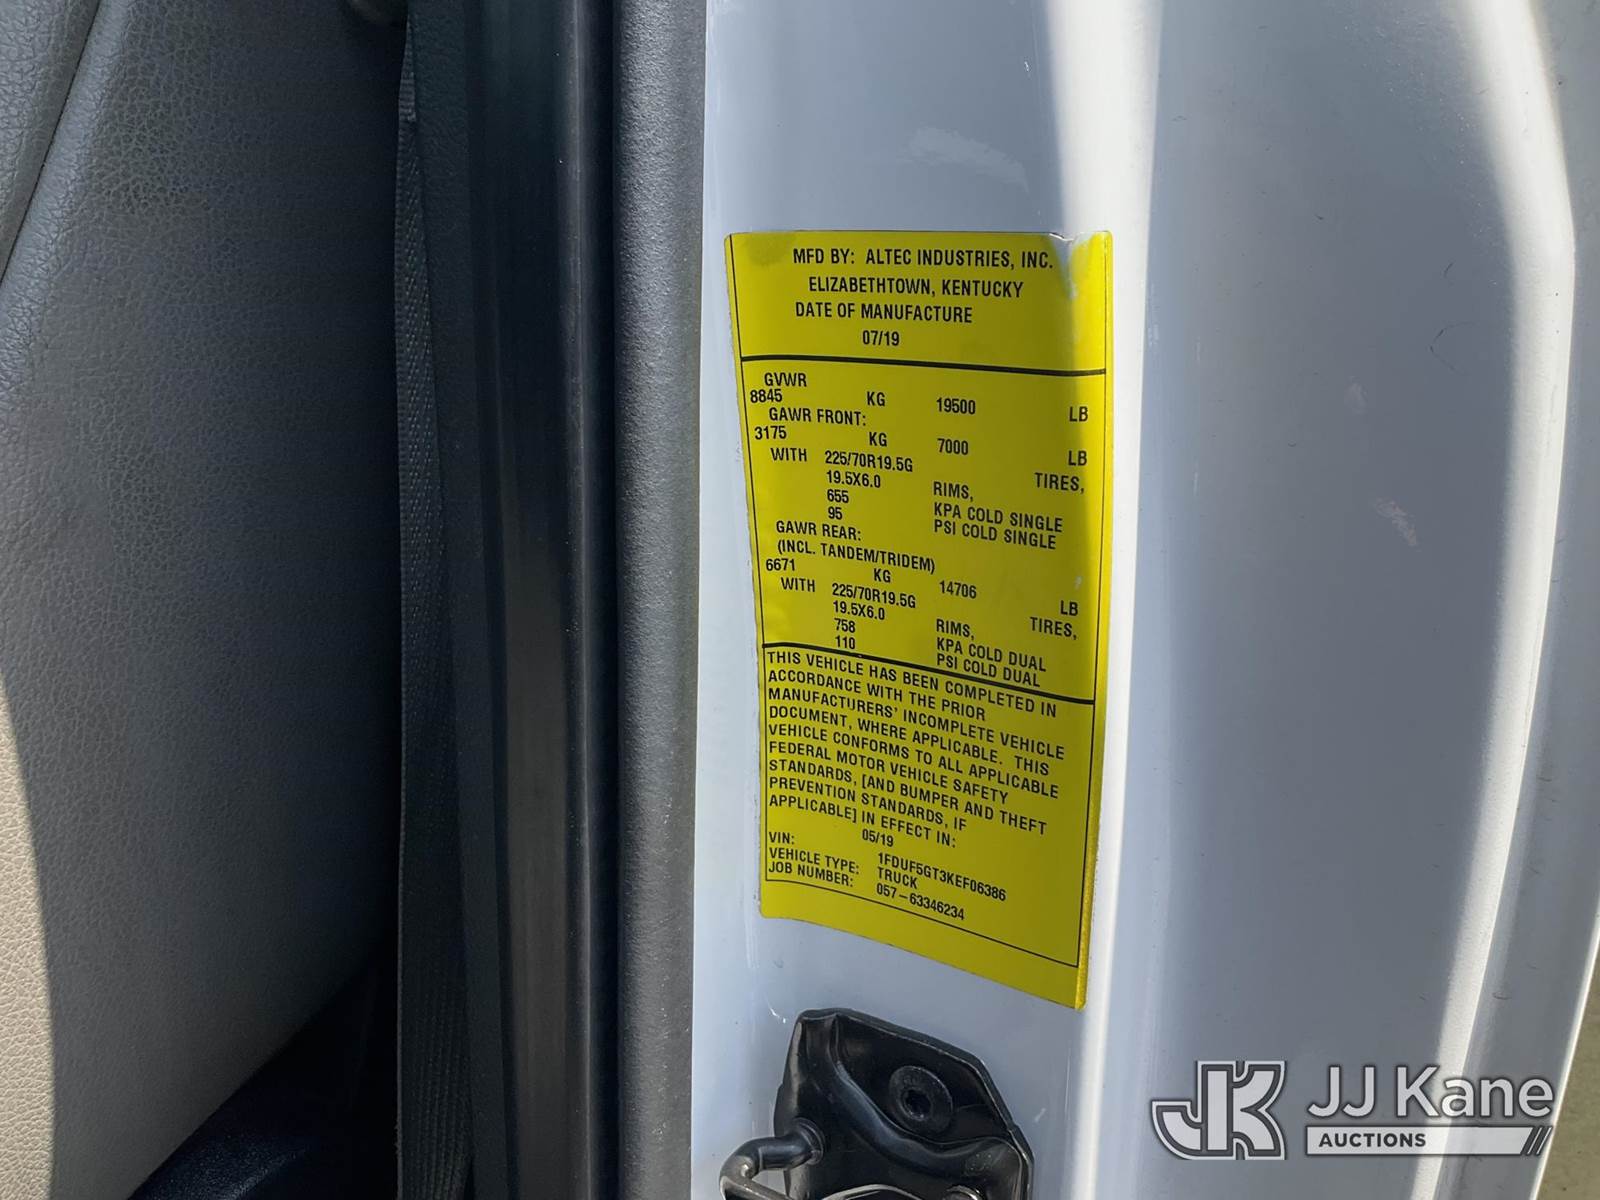 MFD BY: ALTEC INDUSTRIES, INC.
ELIZABETHTOWN, KENTUCKY
DATE OF MANUFACTURE
07/19
GVWR
8845 KG 19500 LB
GAWR FRONT:
3175 KG 7000 LB
WITH 225/70R19.5G TIRES,
19.5X6.0 RIMS,
655 KPA COLD SINGLE
95 PSI COLD SINGLE
GAWR REAR:
(INCL. TANDEM/TRIDEM)
6671 KG 14706 LB
WITH 225/70R19.5G TIRES,
19.5X6.0 RIMS,
758 KPA COLD DUAL
110 PSI COLD DUAL
THIS VEHICLE HAS BEEN COMPLETED IN
ACCORDANCE WITH THE PRIOR
MANUFACTURERS' INCOMPLETE VEHICLE
DOCUMENT, WHERE APPLICABLE. THIS
VEHICLE CONFORMS TO ALL APPLICABLE
FEDERAL MOTOR VEHICLE SAFETY
STANDARDS, [AND BUMPER AND THEFT
PREVENTION STANDARDS, IF
APPLICABLE] IN EFFECT IN:
05/19
VIN: 1FDUF5GT3KEF06386
VEHICLE TYPE: TRUCK
JOB NUMBER: 057-63346234
JK JJ Kane
AUCTIONS